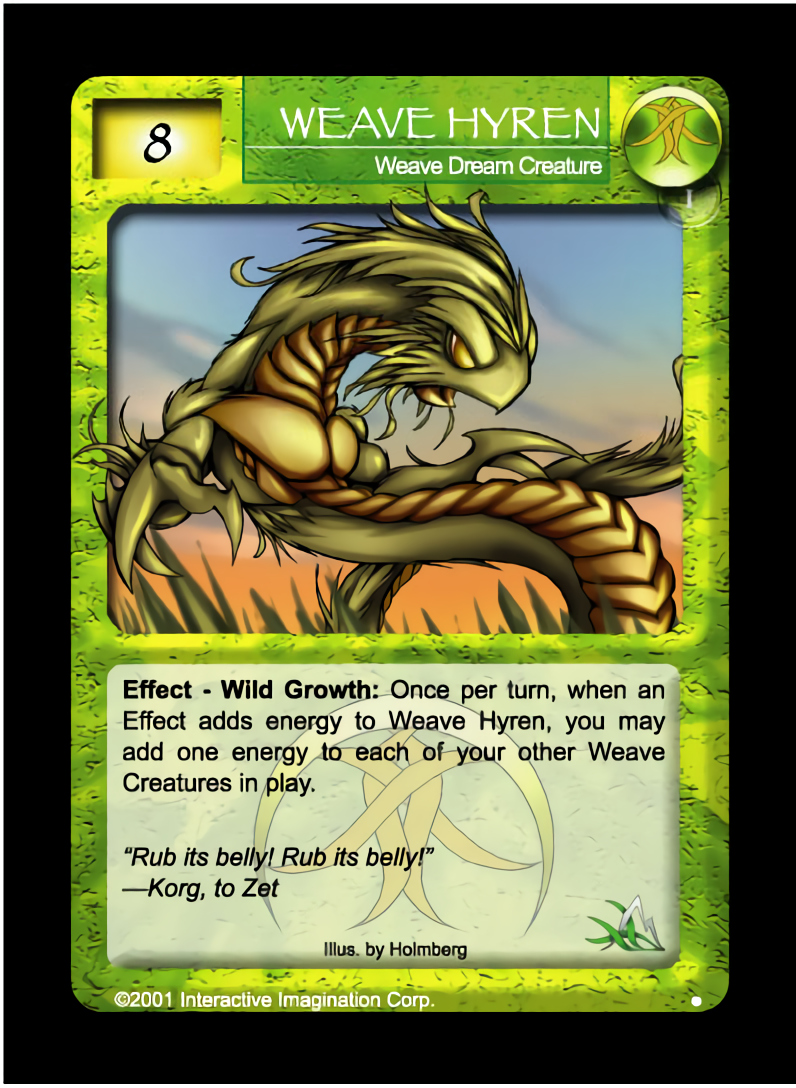 8
WEAVE HYREN
Weave Dream Creature
1
Effect - Wild Growth: Once per turn, when an
Effect adds energy to Weave Hyren, you may
add one energy to each of your other Weave
Creatures in play.
“Rub its belly! Rub its belly!”
—Korg, to Zet
Illus. by Holmberg
©2001 Interactive Imagination Corp.